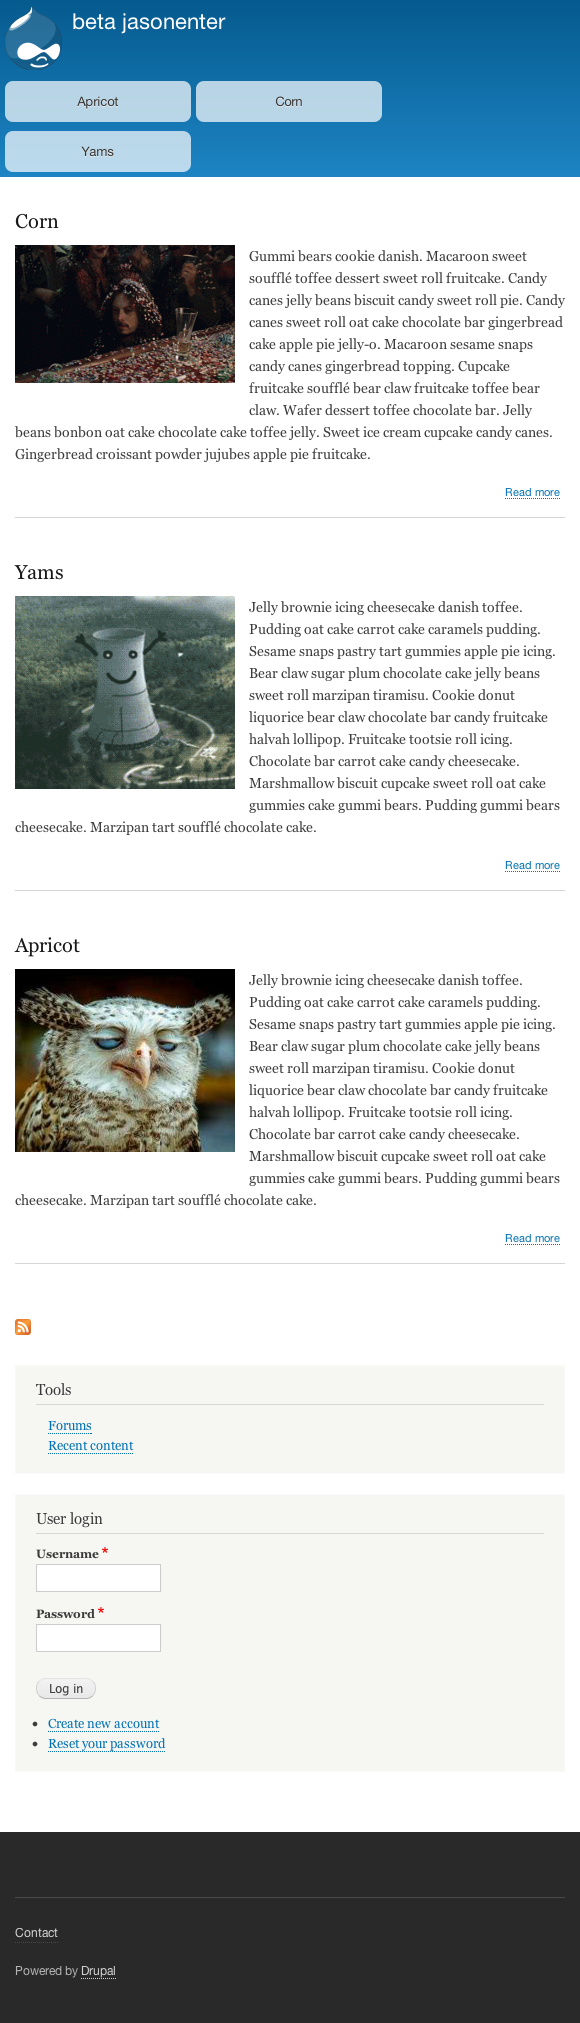 beta jasonenter
Apricot
Corn
Yams
Corn
Gummi bears cookie danish. Macaroon sweet
soufflé toffee dessert sweet roll fruitcake. Candy
canes jelly beans biscuit candy sweet roll pie. Candy
canes sweet roll oat cake chocolate bar gingerbread
cake apple pie jelly-o. Macaroon sesame snaps
candy canes gingerbread topping. Cupcake
fruitcake soufflé bear claw fruitcake toffee bear
claw. Wafer dessert toffee chocolate bar. Jelly
beans bonbon oat cake chocolate cake toffee jelly. Sweet ice cream cupcake candy canes.
Gingerbread croissant powder jujubes apple pie fruitcake.
Read more
Yams
Jelly brownie icing cheesecake danish toffee.
Pudding oat cake carrot cake caramels pudding.
Sesame snaps pastry tart gummies apple pie icing.
Bear claw sugar plum chocolate cake jelly beans
sweet roll marzipan tiramisu. Cookie donut
liquorice bear claw chocolate bar candy fruitcake
halvah lollipop. Fruitcake tootsie roll icing.
Chocolate bar carrot cake candy cheesecake.
Marshmallow biscuit cupcake sweet roll oat cake
gummies cake gummi bears. Pudding gummi bears
cheesecake. Marzipan tart soufflé chocolate cake.
Read more
Apricot
Jelly brownie icing cheesecake danish toffee.
Pudding oat cake carrot cake caramels pudding.
Sesame snaps pastry tart gummies apple pie icing.
Bear claw sugar plum chocolate cake jelly beans
sweet roll marzipan tiramisu. Cookie donut
liquorice bear claw chocolate bar candy fruitcake
halvah lollipop. Fruitcake tootsie roll icing.
Chocolate bar carrot cake candy cheesecake.
Marshmallow biscuit cupcake sweet roll oat cake
gummies cake gummi bears. Pudding gummi bears
cheesecake. Marzipan tart soufflé chocolate cake.
Read more
Tools
Forums
Recent content
User login
Username *
Password *
Log in
Create new account
Reset your password
Contact
Powered by Drupal